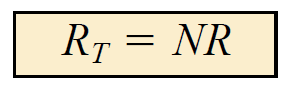 R_T = NR